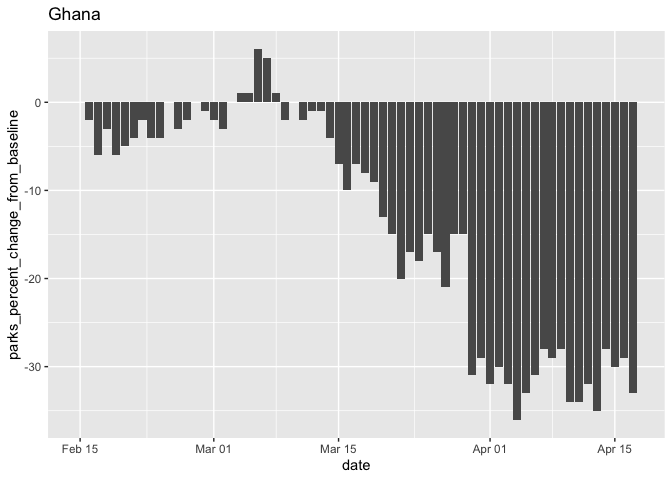 Ghana
parks_percent_change_from_baseline
0
-10
-20
-30
Feb 15 Mar 01 Mar 15 Apr 01 Apr 15
date